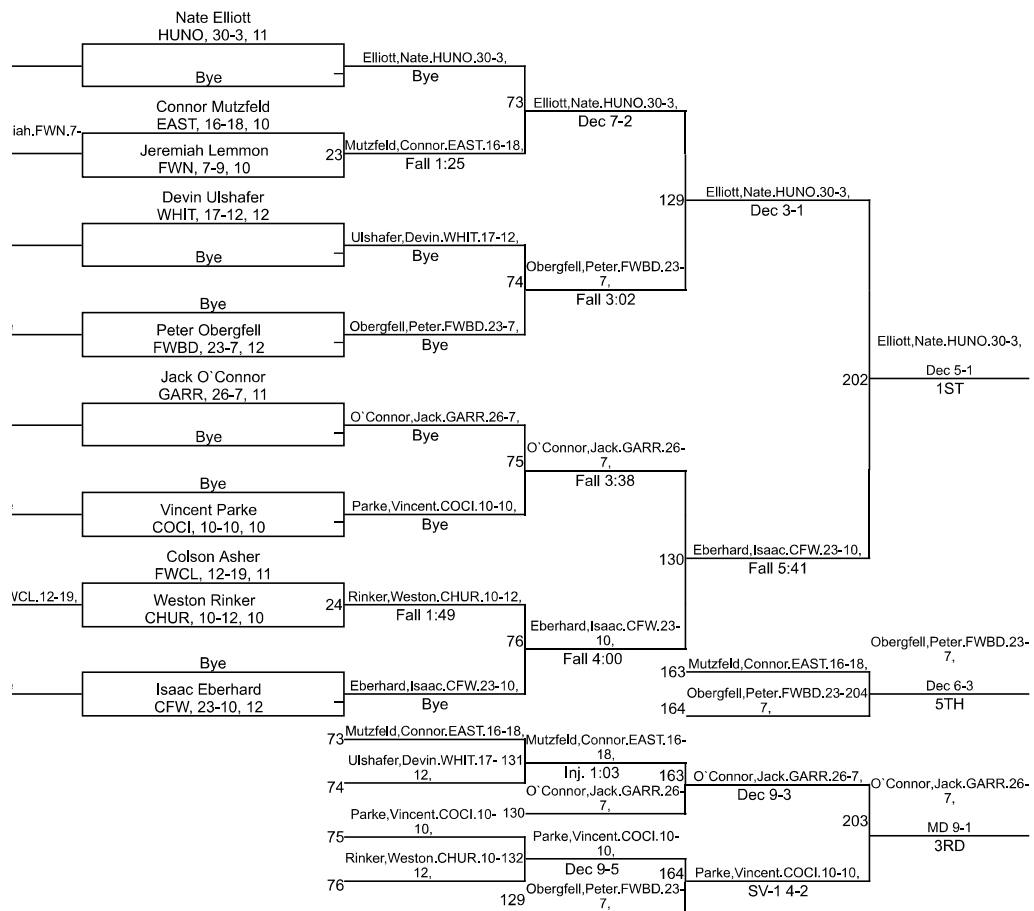 Nate Elliott
HUNO, 30-3, 11
Bye
Elliott,Nate.HUNO.30-3,
Bye
73
Elliott,Nate.HUNO.30-3,
Dec 7-2
Connor Mutzfeld
EAST, 16-18, 10
iah.FWN.7-
Jeremiah Lemmon
FWN, 7-9, 10
23
Mutzfeld,Connor.EAST.16-18,
Fall 1:25
129
Elliott,Nate.HUNO.30-3,
Dec 3-1
Devin Ulshafer
WHIT, 17-12, 12
Bye
Ulshafer,Devin.WHIT.17-12,
Bye
74
Obergfell,Peter.FWBD.23-
7,
Fall 3:02
Bye
Peter Obergfell
FWBD, 23-7, 12
Obergfell,Peter.FWBD.23-7,
Bye
202
Elliott,Nate.HUNO.30-3,
Dec 5-1
1ST
Jack O`Connor
GARR, 26-7, 11
Bye
O`Connor,Jack.GARR.26-7,
Bye
75
O`Connor,Jack.GARR.26-
7,
Fall 3:38
Bye
Vincent Parke
COCI, 10-10, 10
Parke,Vincent.COCI.10-10,
Bye
130
Eberhard,Isaac.CFW.23-10,
Fall 5:41
Colson Asher
FWCL, 12-19, 11
WCL.12-19,
Weston Rinker
CHUR, 10-12, 10
24
Rinker,Weston.CHUR.10-12,
Fall 1:49
76
Eberhard,Isaac.CFW.23-
10,
Fall 4:00
Bye
Isaac Eberhard
CFW, 23-10, 12
Eberhard,Isaac.CFW.23-10,
Bye
163
Mutzfeld,Connor.EAST.16-18,
164
Obergfell,Peter.FWBD.23-
7,
204
Obergfell,Peter.FWBD.23-
7,
Dec 6-3
5TH
73
Mutzfeld,Connor.EAST.16-18,
74
Ulshafer,Devin.WHIT.17-
12,
131
Mutzfeld,Connor.EAST.16-
18,
Inj. 1:03
130
O`Connor,Jack.GARR.26-
7,
163
O`Connor,Jack.GARR.26-7,
Dec 9-3
203
O`Connor,Jack.GARR.26-
7,
MD 9-1
3RD
75
Parke,Vincent.COCI.10-
10,
76
Rinker,Weston.CHUR.10-
12,
132
Parke,Vincent.COCI.10-
10,
Dec 9-5
129
Obergfell,Peter.FWBD.23-
7,
164
Parke,Vincent.COCI.10-10,
SV-1 4-2